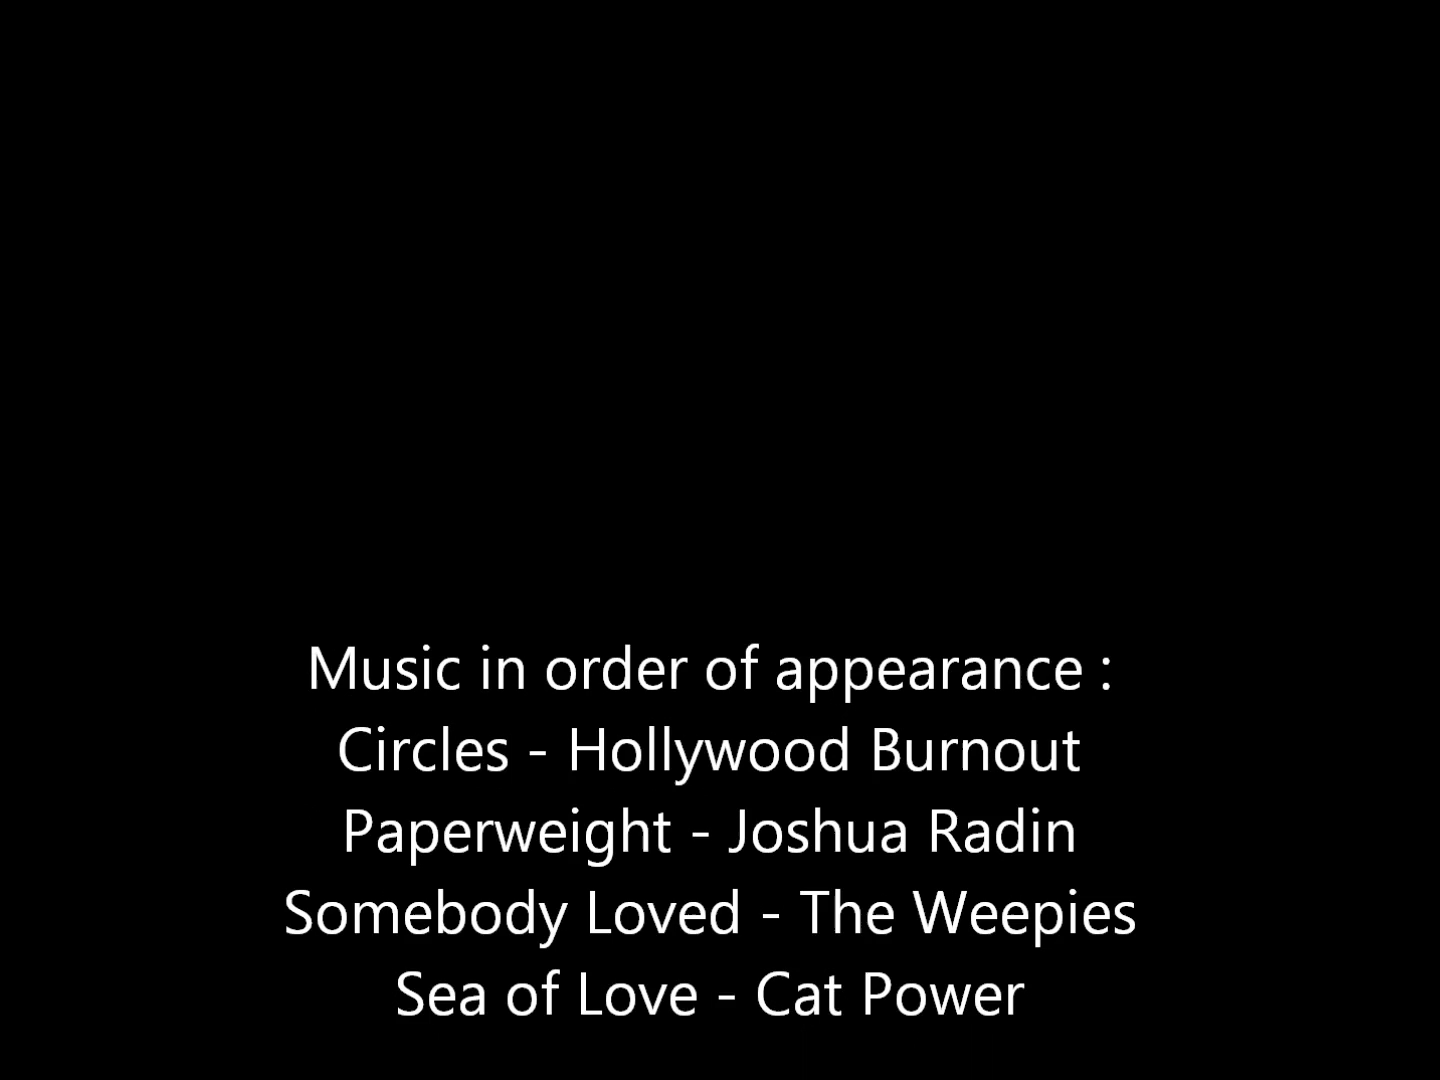 Music in order of appearance :
Circles - Hollywood Burnout
Paperweight - Joshua Radin
Somebody Loved - The Weepies
Sea of Love - Cat Power